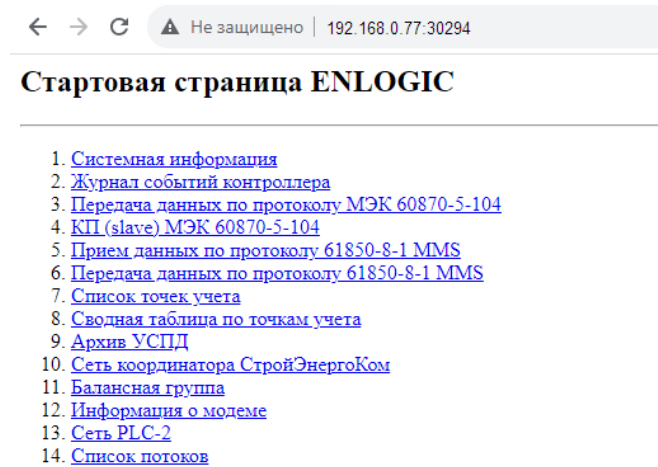 Не защищено | 192.168.0.77:30294
Стартовая страница ENLOGIC
1. Системная информация
2. Журнал событий контроллера
3. Передача данных по протоколу МЭК 60870-5-104
4. КП (slave) МЭК 60870-5-104
5. Прием данных по протоколу 61850-8-1 MMS
6. Передача данных по протоколу 61850-8-1 MMS
7. Список точек учета
8. Сводная таблица по точкам учета
9. Архив УСПД
10. Сеть координатора СтройЭнергоКом
11. Балансная группа
12. Информация о модеме
13. Сеть PLC-2
14. Список потоков